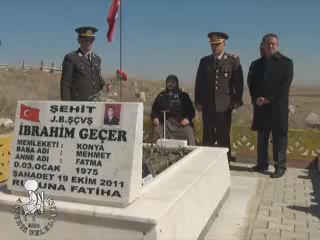 ŞEHİT
J.B.ŞÇVŞ
İBRAHİM GEÇER
MEMLEKETİ : KONYA
BABA ADI : MEHMET
ANNE ADI : FATMA
D.03.OCAK 1975
ŞAHADET 19 EKİM 2011
RUHUNA FATİHA